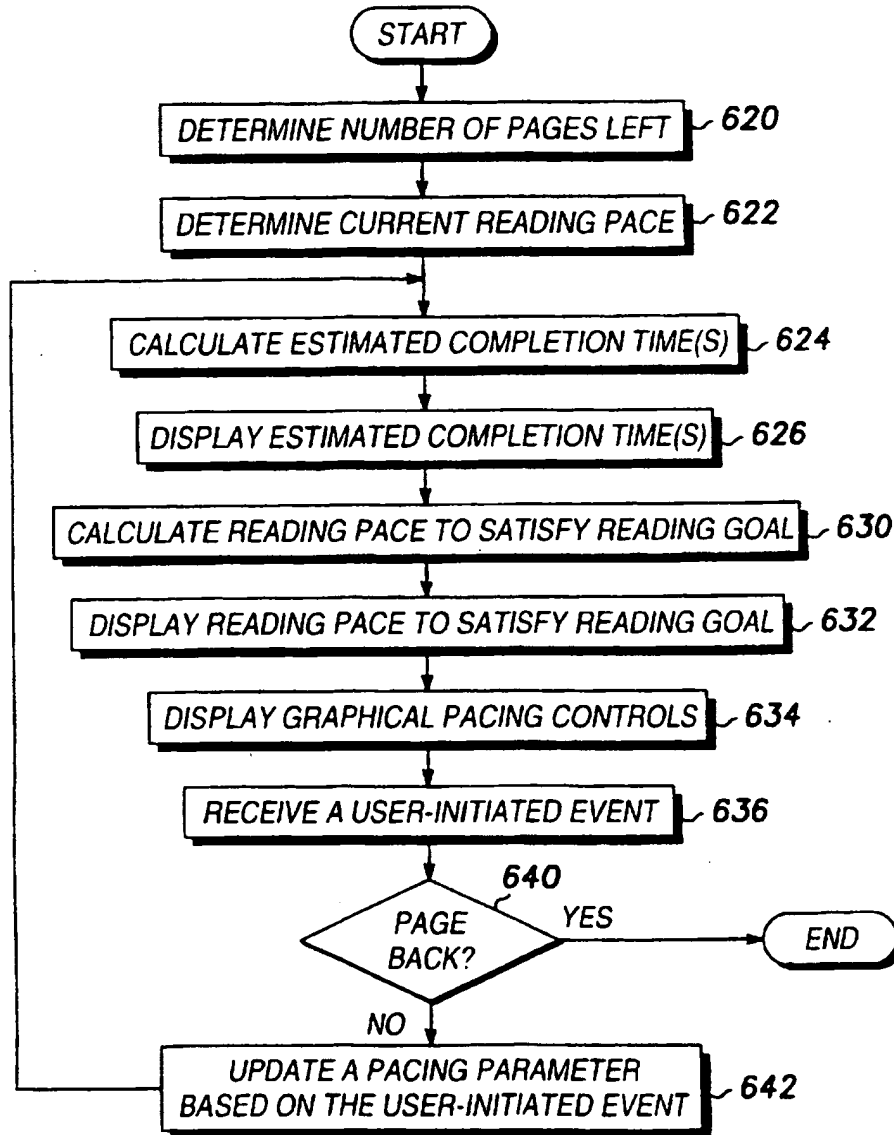 START
DETERMINE NUMBER OF PAGES LEFT 620
DETERMINE CURRENT READING PACE 622
CALCULATE ESTIMATED COMPLETION TIME(S) 624
DISPLAY ESTIMATED COMPLETION TIME(S) 626
CALCULATE READING PACE TO SATISFY READING GOAL 630
DISPLAY READING PACE TO SATISFY READING GOAL 632
DISPLAY GRAPHICAL PACING CONTROLS 634
RECEIVE A USER-INITIATED EVENT 636
640
PAGE
BACK?
YES
END
NO
UPDATE A PACING PARAMETER
BASED ON THE USER-INITIATED EVENT 642